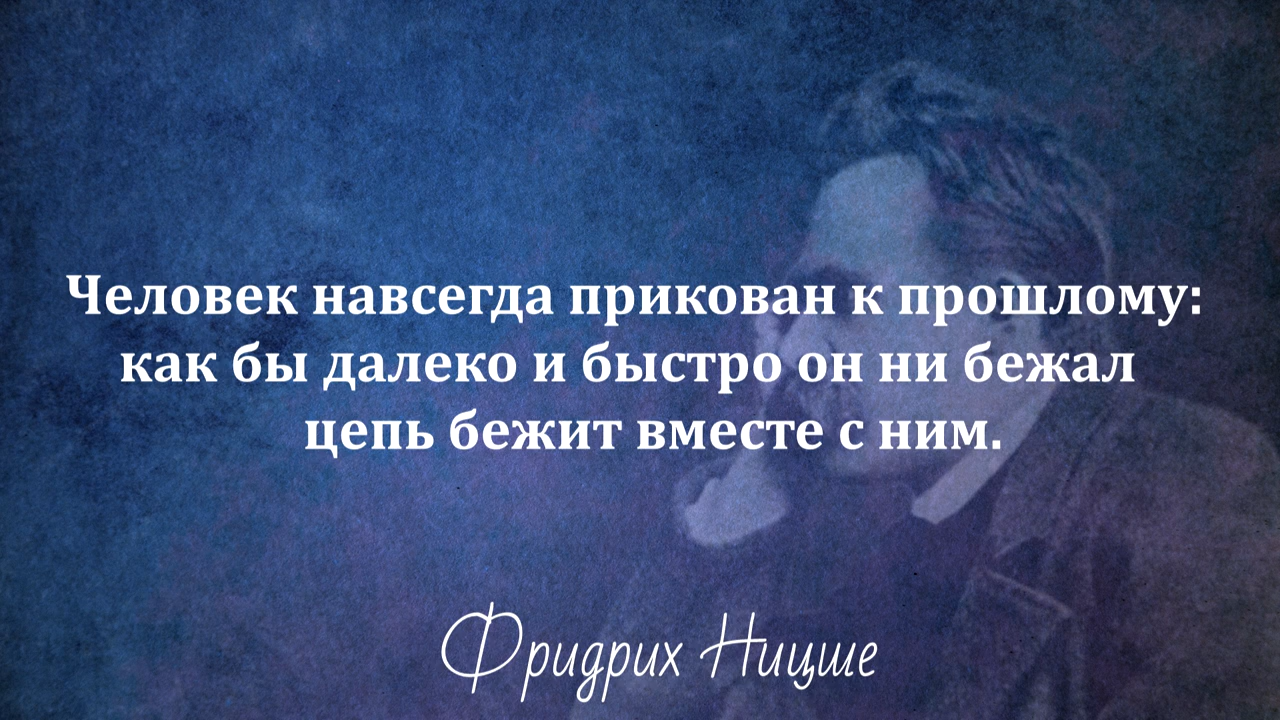 Человек навсегда прикован к прошлому:
как бы далеко и быстро он ни бежал
цепь бежит вместе с ним.
Фридрих Ницше